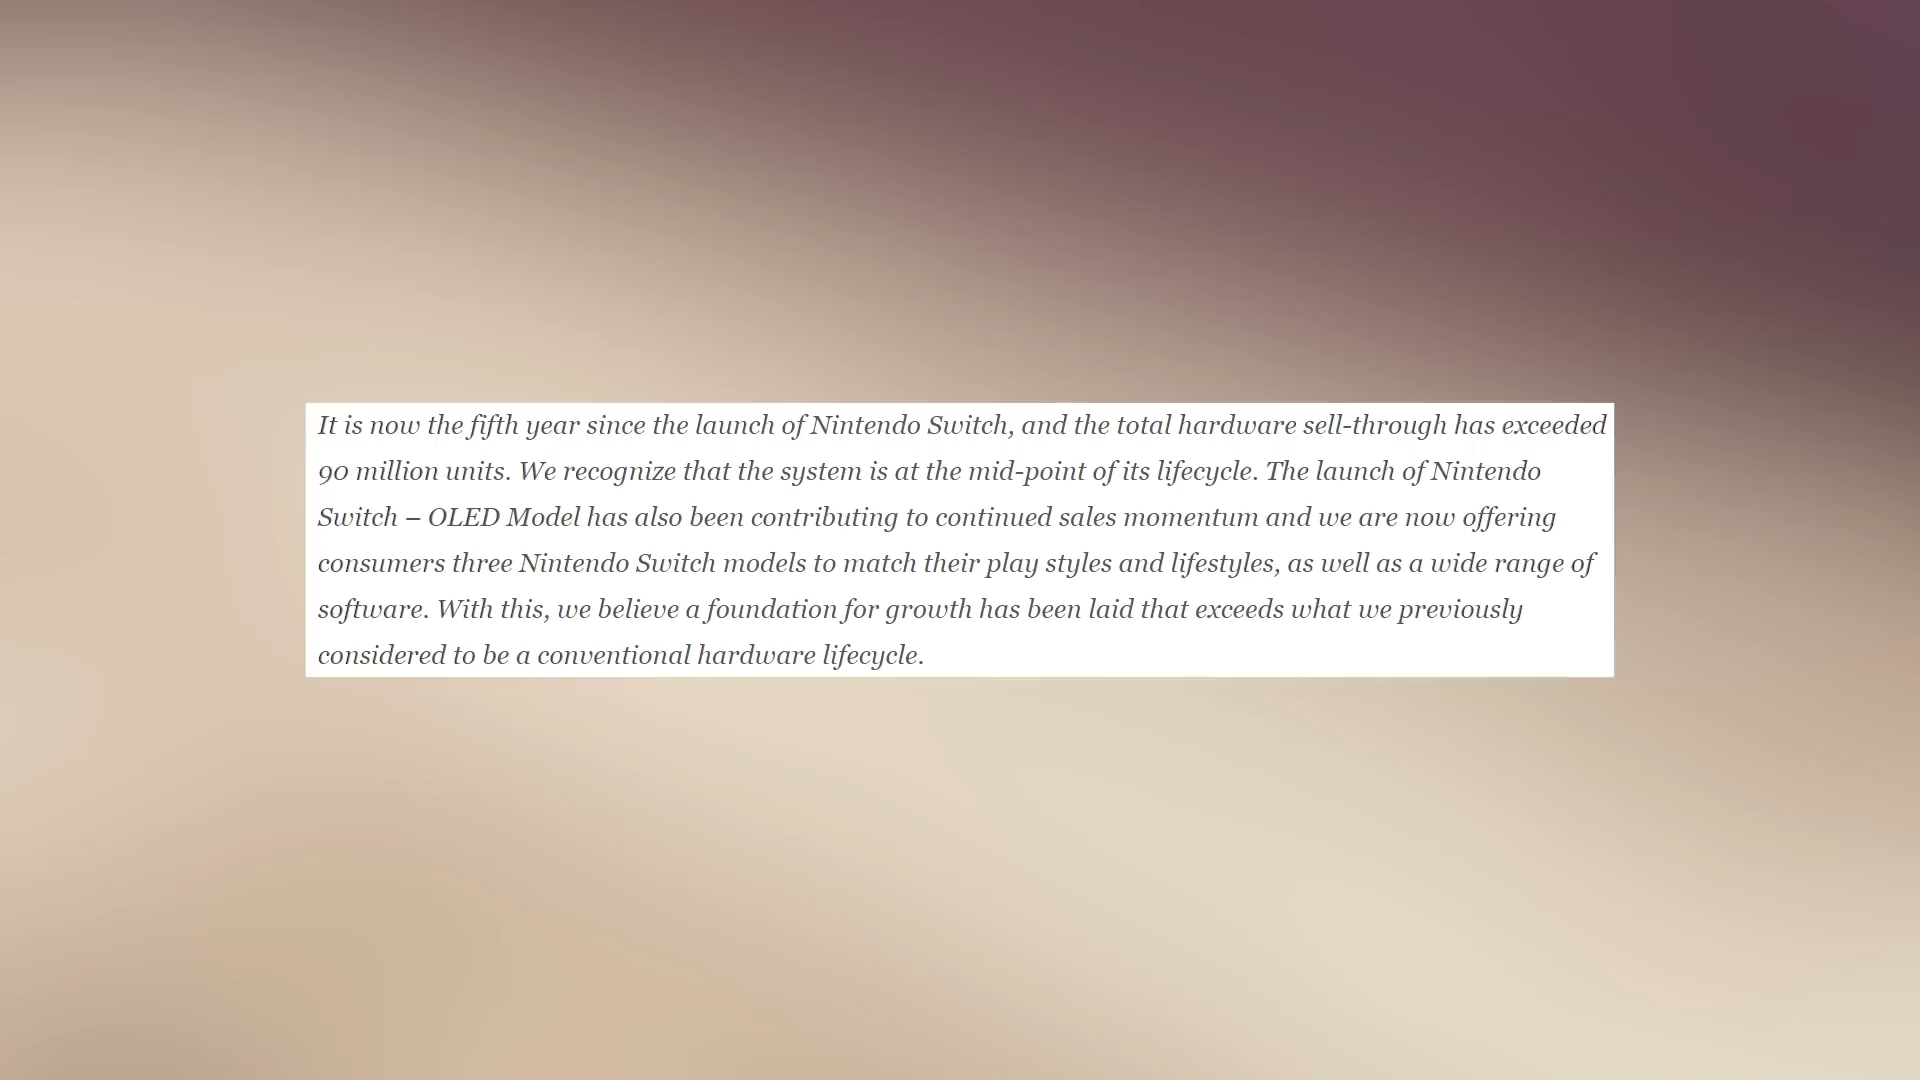 It is now the fifth year since the launch of Nintendo Switch, and the total hardware sell-through has exceeded
90 million units. We recognize that the system is at the mid-point of its lifecycle. The launch of Nintendo
Switch – OLED Model has also been contributing to continued sales momentum and we are now offering
consumers three Nintendo Switch models to match their play styles and lifestyles, as well as a wide range of
software. With this, we believe a foundation for growth has been laid that exceeds what we previously
considered to be a conventional hardware lifecycle.